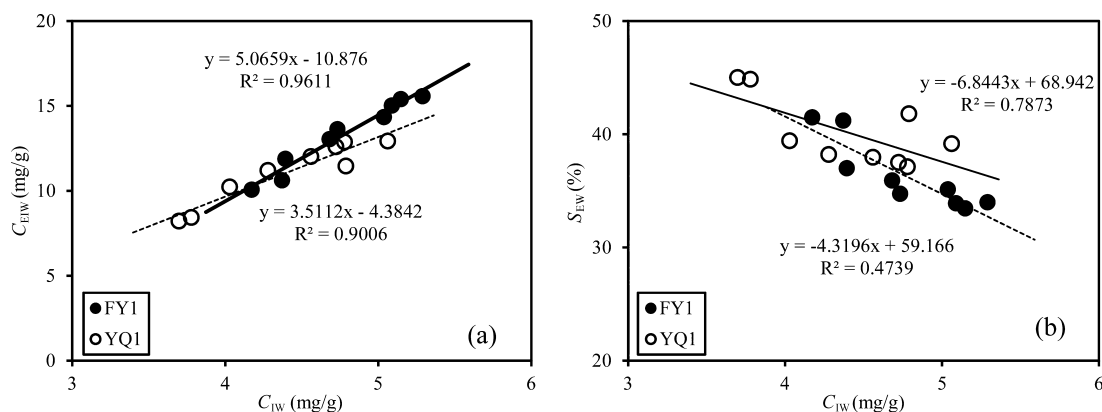 20
15
10
5
0
C_EIW (mg/g)
y = 5.0659x - 10.876
R² = 0.9611
y = 3.5112x - 4.3842
R² = 0.9006
FY1
YQ1
(a)
3 4 5 6
C_IW (mg/g)
50
40
30
20
S_EW (%)
y = -6.8443x + 68.942
R² = 0.7873
y = -4.3196x + 59.166
R² = 0.4739
FY1
YQ1
(b)
3 4 5 6
C_IW (mg/g)